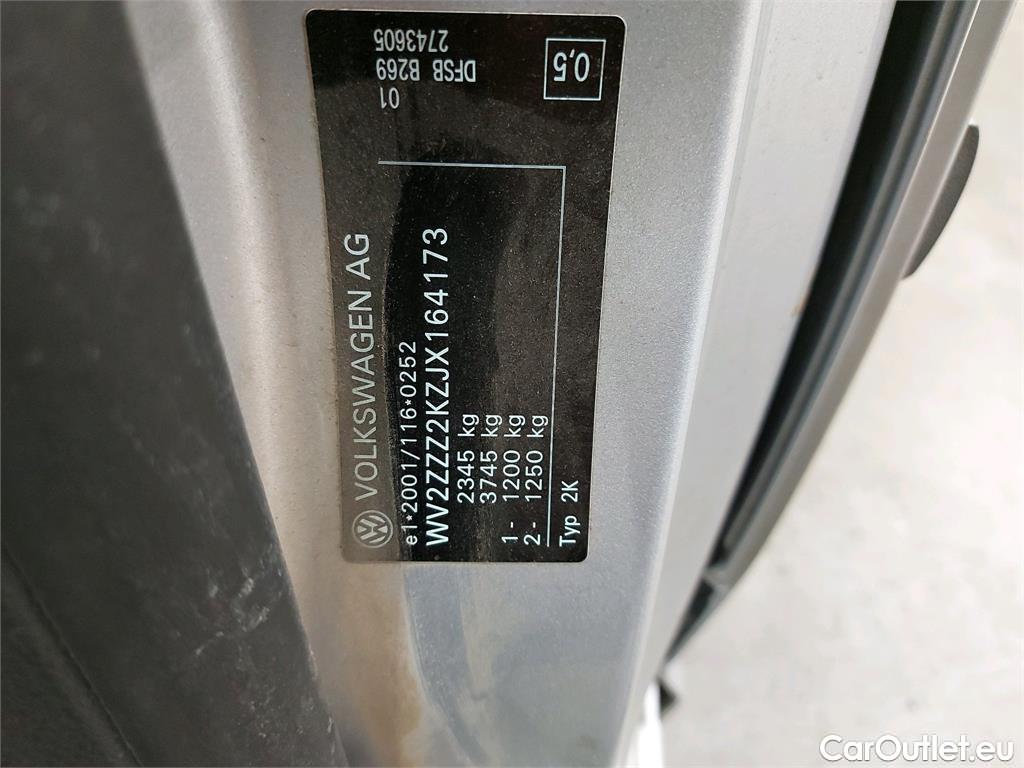 VOLKSWAGEN AG
e1*2001/116*0252
WV2ZZZ2KZJX164173
2345 kg
3745 kg
1- 1200 kg
2- 1250 kg
Typ 2K
01
DFSB B269
2743605
0,5
CarOutlet.eu